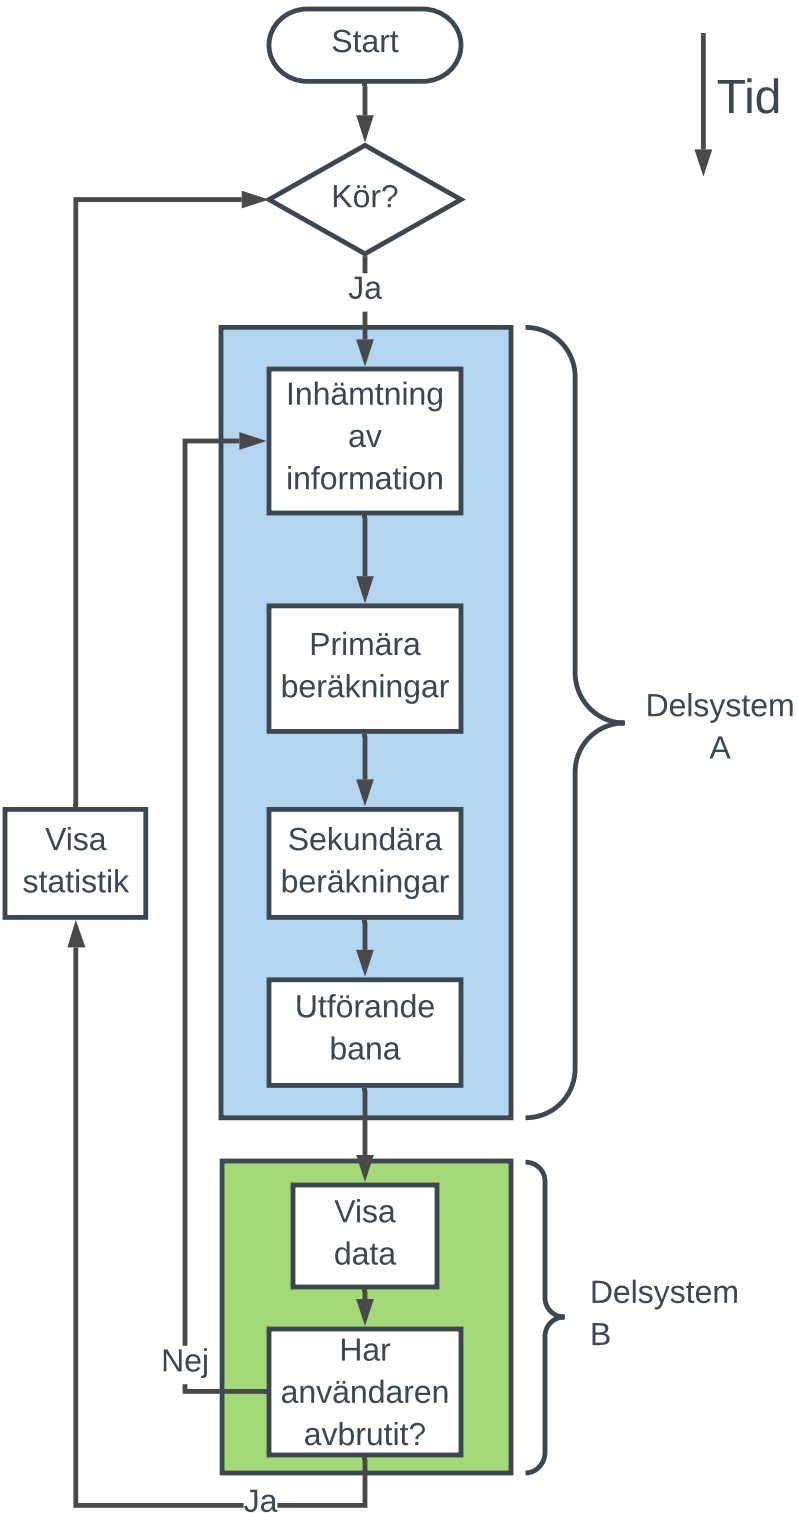 Start
Tid
Kör?
Ja
Inhämtning
av
information
Primära
beräkningar
Delsystem
A
Visa
statistik
Sekundära
beräkningar
Utförande
bana
Visa
data
Delsystem
B
Nej
Har
användaren
avbrutit?
Ja